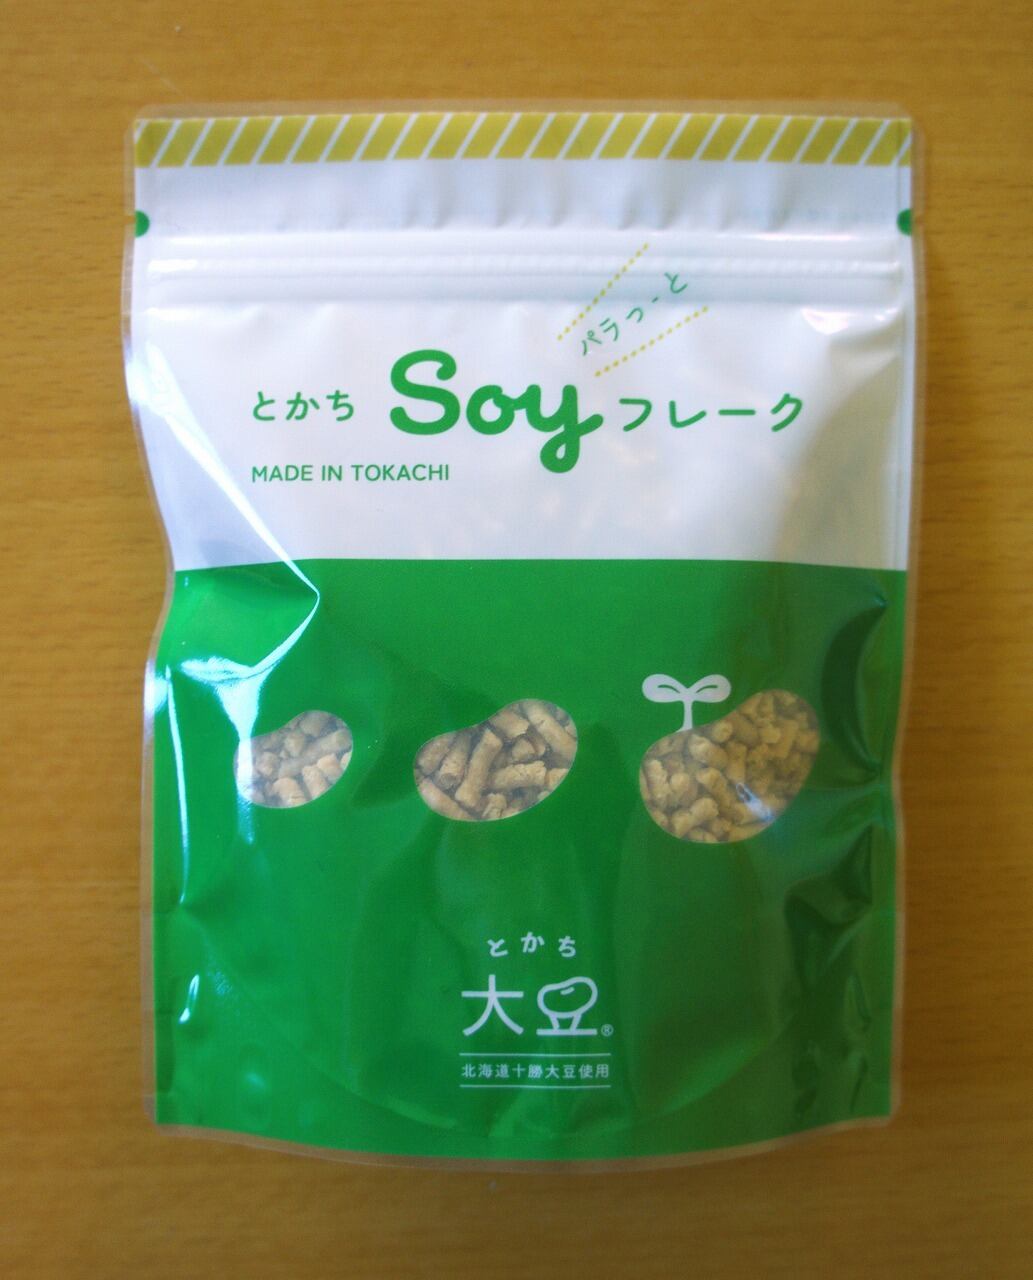 パラっーと
とかち Soy フレーク
MADE IN TOKACHI
とかち
大豆®
北海道十勝大豆使用